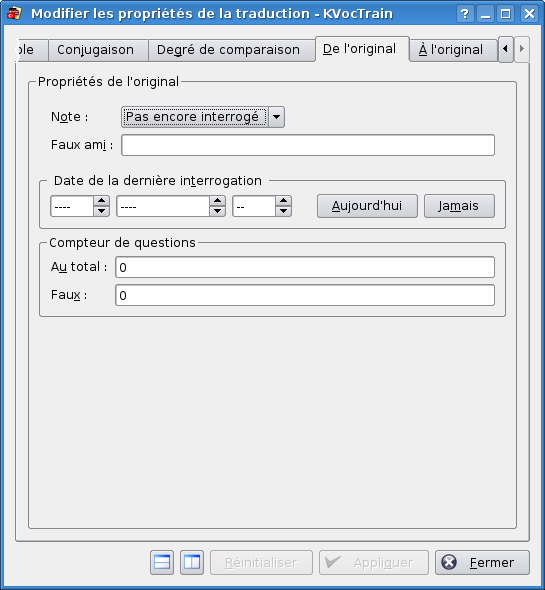 Modifier les propriétés de la traduction - KVocTrain
ple Conjugaison Degré de comparaison De l'original À l'original
Propriétés de l'original
Note : Pas encore interrogé
Faux ami :
Date de la dernière interrogation
---- ---- -- Aujourd'hui Jamais
Compteur de questions
Au total : 0
Faux : 0
Réinitialiser Appliquer Fermer